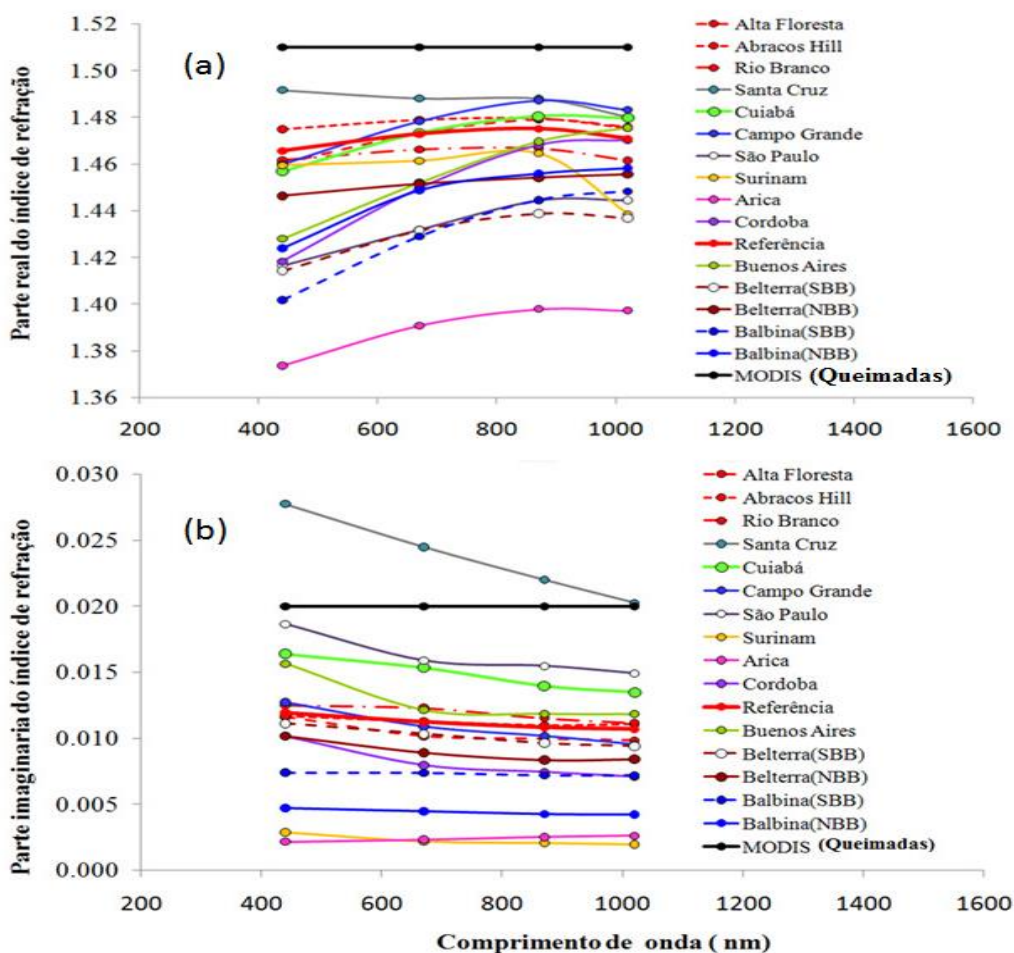 (a)
Parte real do índice de refração
1.52
1.50
1.48
1.46
1.44
1.42
1.40
1.38
1.36
200 400 600 800 1000 1200 1400 1600
Alta Floresta
Abracos Hill
Rio Branco
Santa Cruz
Cuiabá
Campo Grande
São Paulo
Surinam
Arica
Cordoba
Referência
Buenos Aires
Belterra(SBB)
Belterra(NBB)
Balbina(SBB)
Balbina(NBB)
MODIS (Queimadas)
(b)
Parte imaginaria do índice de refração
0.030
0.025
0.020
0.015
0.010
0.005
0.000
200 400 600 800 1000 1200 1400 1600
Comprimento de onda ( nm)
Alta Floresta
Abracos Hill
Rio Branco
Santa Cruz
Cuiabá
Campo Grande
São Paulo
Surinam
Arica
Cordoba
Referência
Buenos Aires
Belterra(SBB)
Belterra(NBB)
Balbina(SBB)
Balbina(NBB)
MODIS (Queimadas)